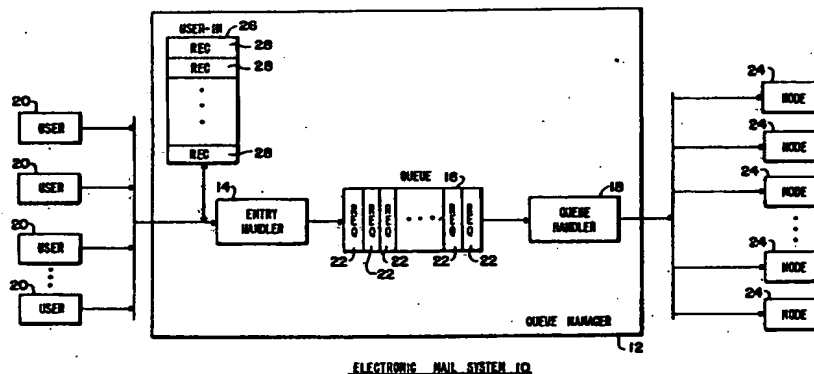 USER-IN
26
REC
28
REC
28
REC
28
20
USER
20
USER
20
USER
20
USER
14
ENTRY
HANDLER
QUEUE
16
REQ REQ REQ REQ REQ
22 22 22 22 22
18
QUEUE
HANDLER
24
NODE
24
NODE
24
NODE
24
NODE
24
NODE
QUEUE MANAGER
12
ELECTRONIC MAIL SYSTEM 10